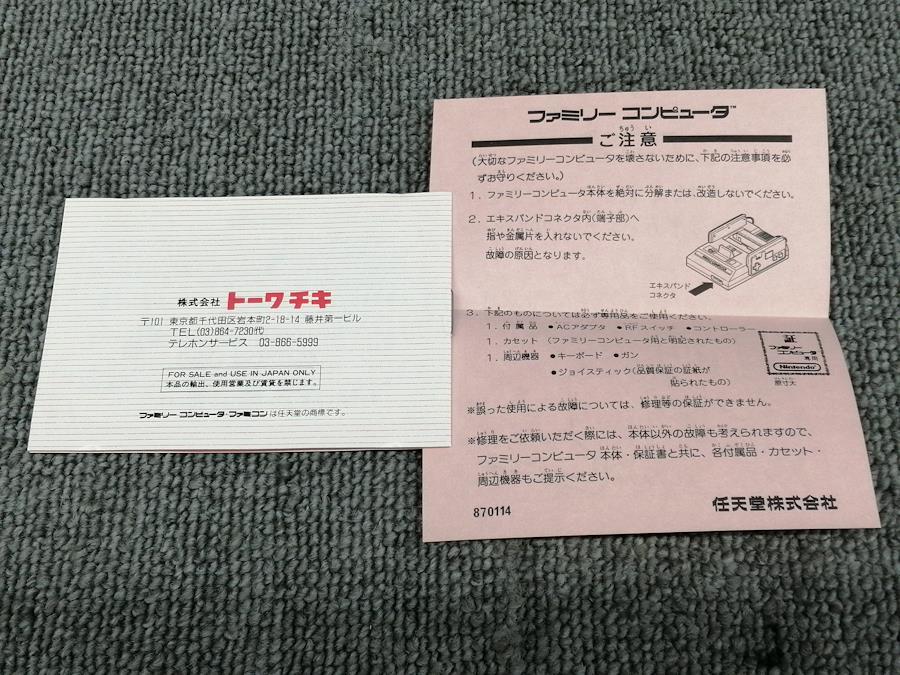 株式会社 トーワチキ
〒101 東京都千代田区岩本町2-18-14 藤井第一ビル
TEL(03)864-7230代
テレホンサービス 03-866-5999
FOR SALE and USE IN JAPAN ONLY
本品の輸出、使用営業及び賃貸を禁じます。
ファミリー コンピュータ・ファミコンは任天堂の商標です。
ファミリー コンピュータ™
ご注意
(大切なファミリーコンピュータを壊さないために、下記の注意事項を必
ずお守りください。)
1. ファミリーコンピュータ本体を絶対に分解または、改造しないでください。
2. エキスパンドコネクタ内(端子部)へ
指や金属片を入れないでください。
故障の原因となります。
エキスパンド
コネクタ
3. 下記のものについては必ず専用品をご使用ください。
1. 付属品 ●ACアダプタ ●RFスイッチ ●コントローラー
1. カセット (ファミリーコンピュータ用と明記されたもの)
1. 周辺機器 ●キーボード ●ガン
●ジョイスティック(品質保証の証紙が
貼られたもの)
証
ファミリー
コンピュータ
専用
Nintendo
原寸大
※誤った使用による故障については、修理等の保証ができません。
※修理をご依頼いただく際には、本体以外の故障も考えられますので、
ファミリーコンピュータ 本体・保証書と共に、各付属品・カセット・
周辺機器もご提示ください。
870114
任天堂株式会社